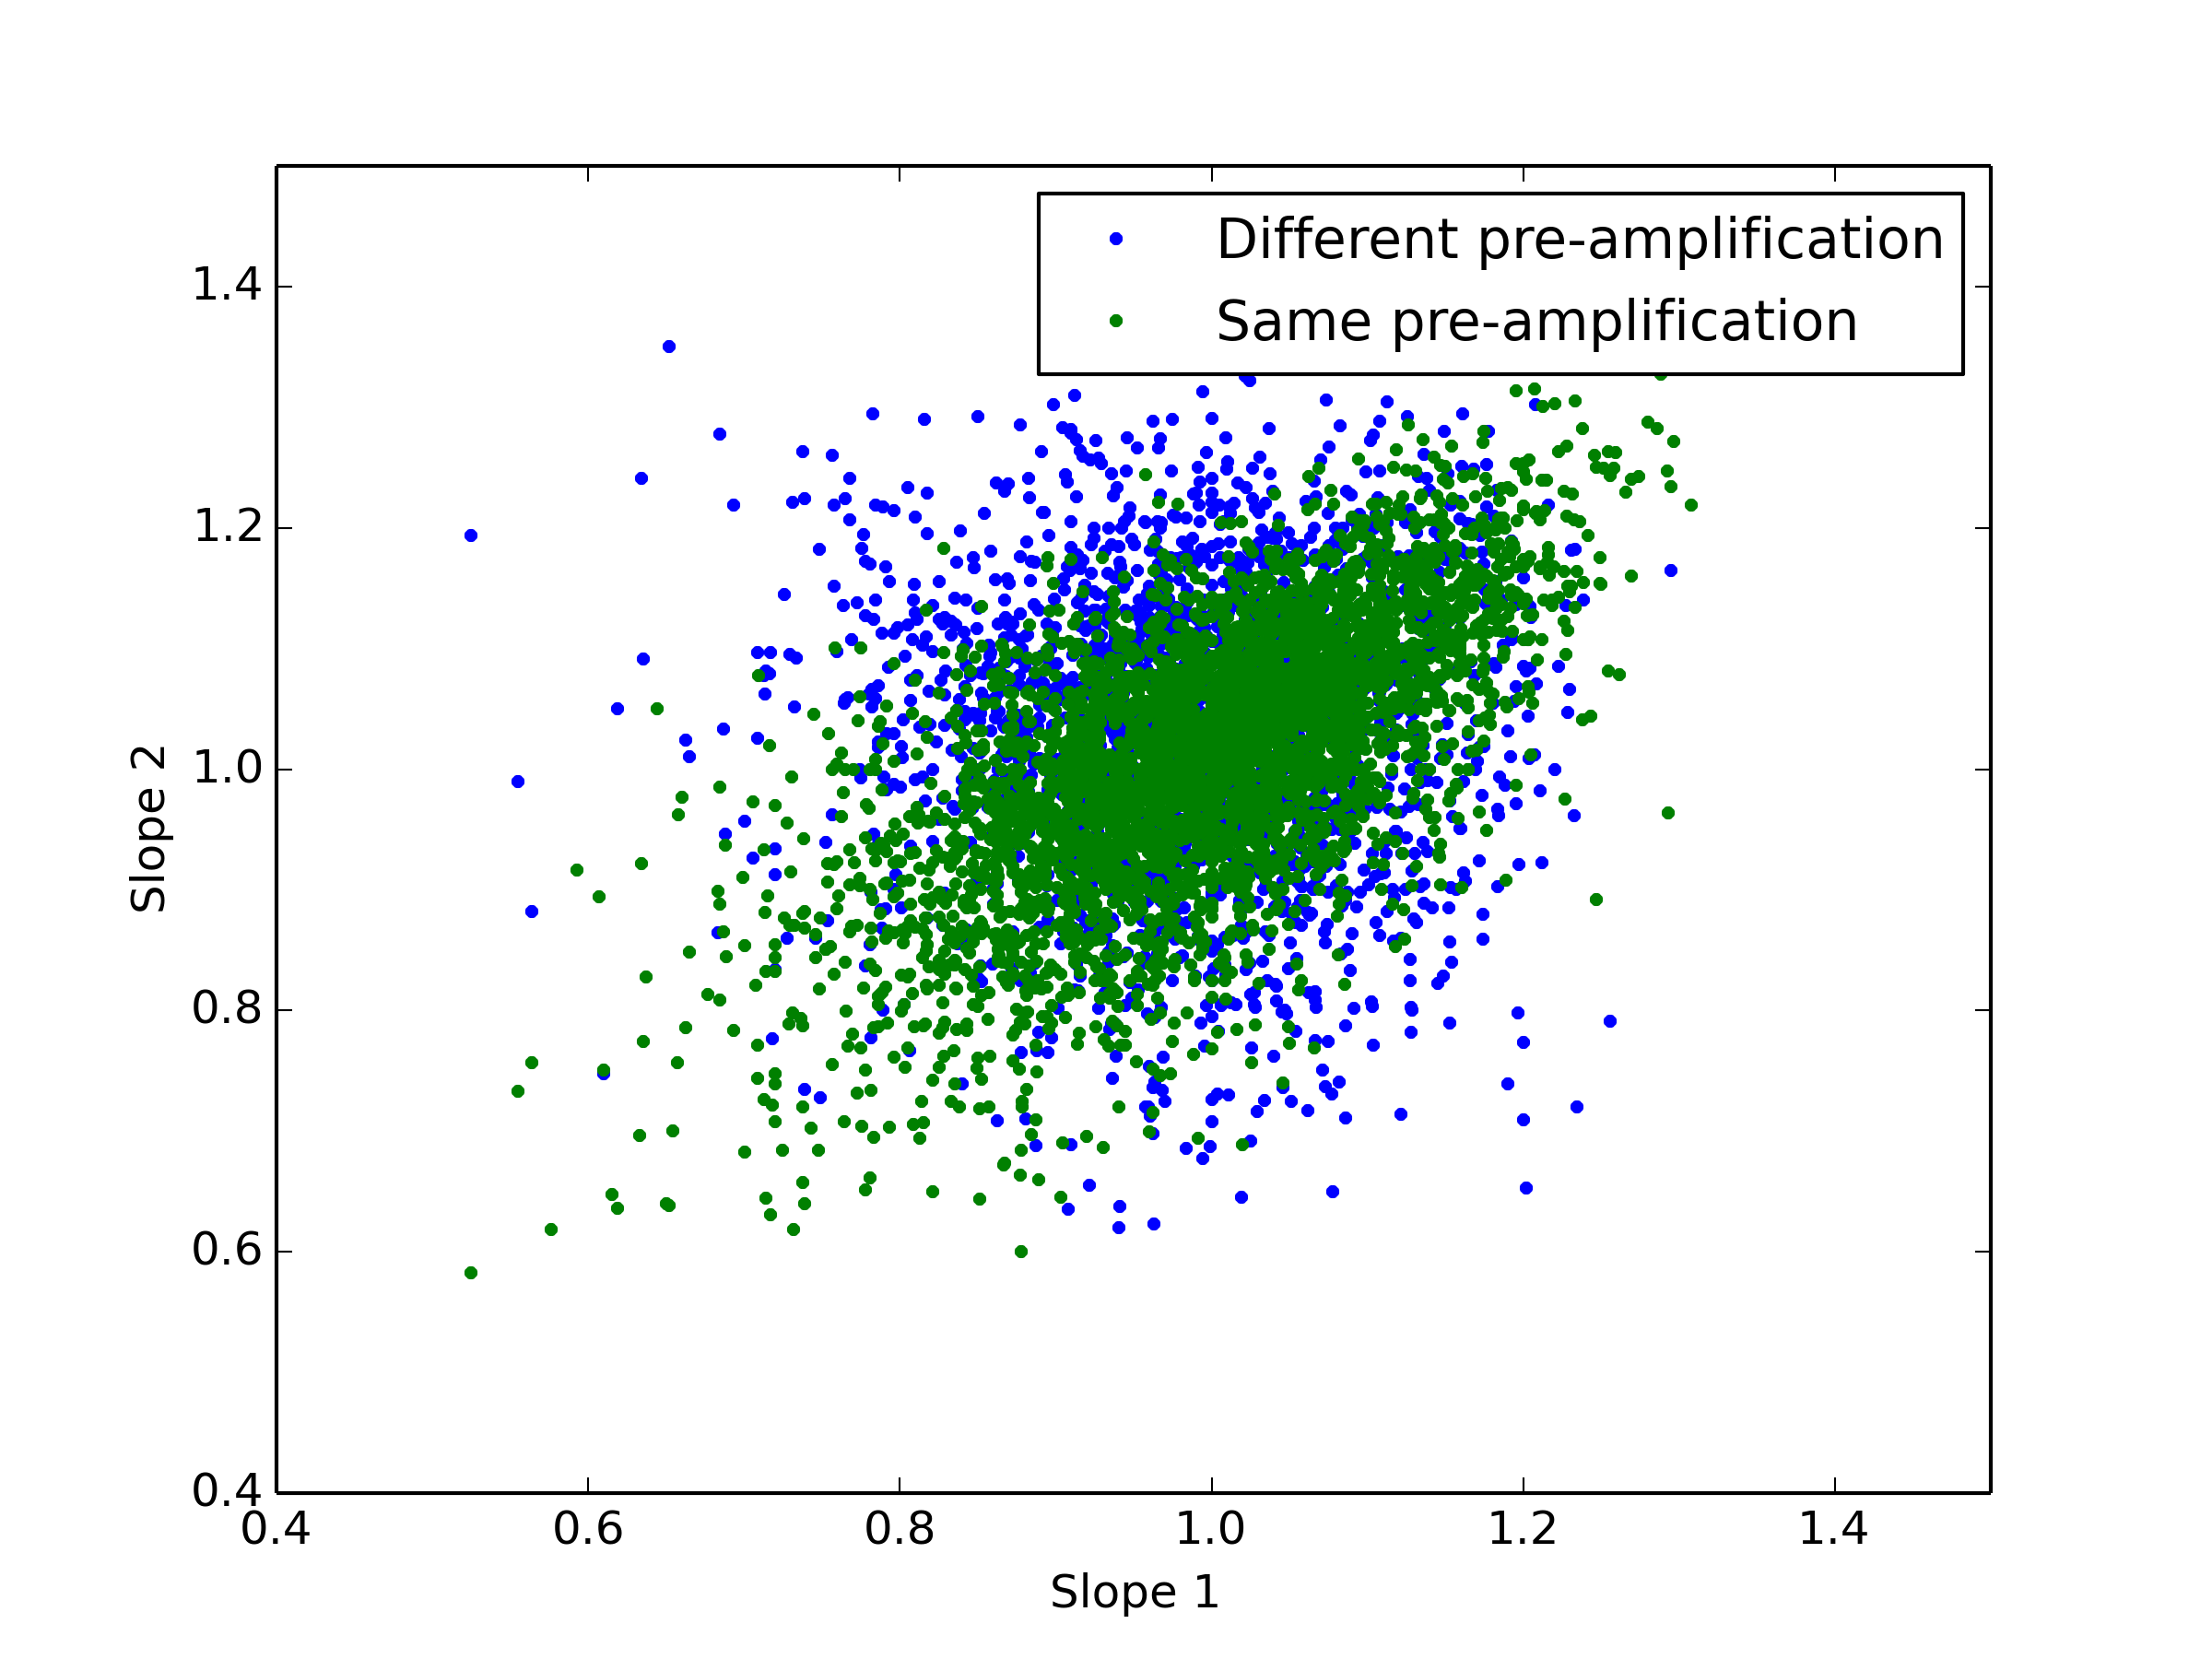 Different pre-amplification
Same pre-amplification
1.4
1.2
1.0
0.8
0.6
0.4
Slope 2
0.4 0.6 0.8 1.0 1.2 1.4
Slope 1